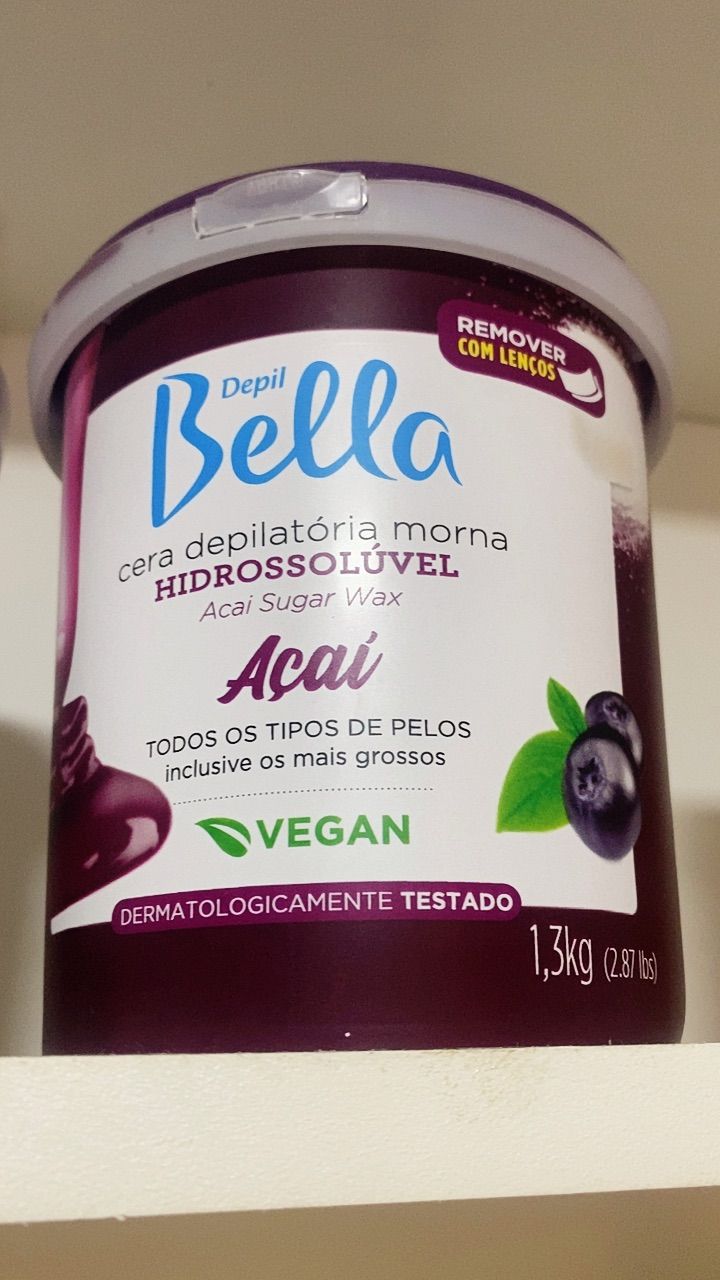 REMOVER
COM LENÇOS
Depil
Bella
cera depilatória morna
HIDROSSOLÚVEL
Acai Sugar Wax
Açaí
TODOS OS TIPOS DE PELOS
inclusive os mais grossos
VEGAN
DERMATOLOGICAMENTE TESTADO
1,3kg (2.87 lbs)